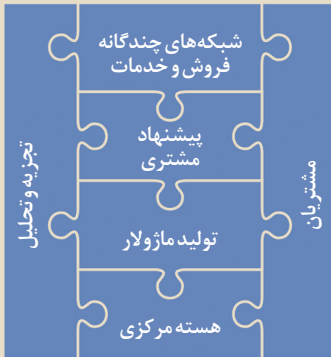 شبکه‌های چندگانه
فروش و خدمات
پیشنهاد
مشتری
تولید ماژولار
هسته مرکزی
مشتریان
تجزیه و تحلیل